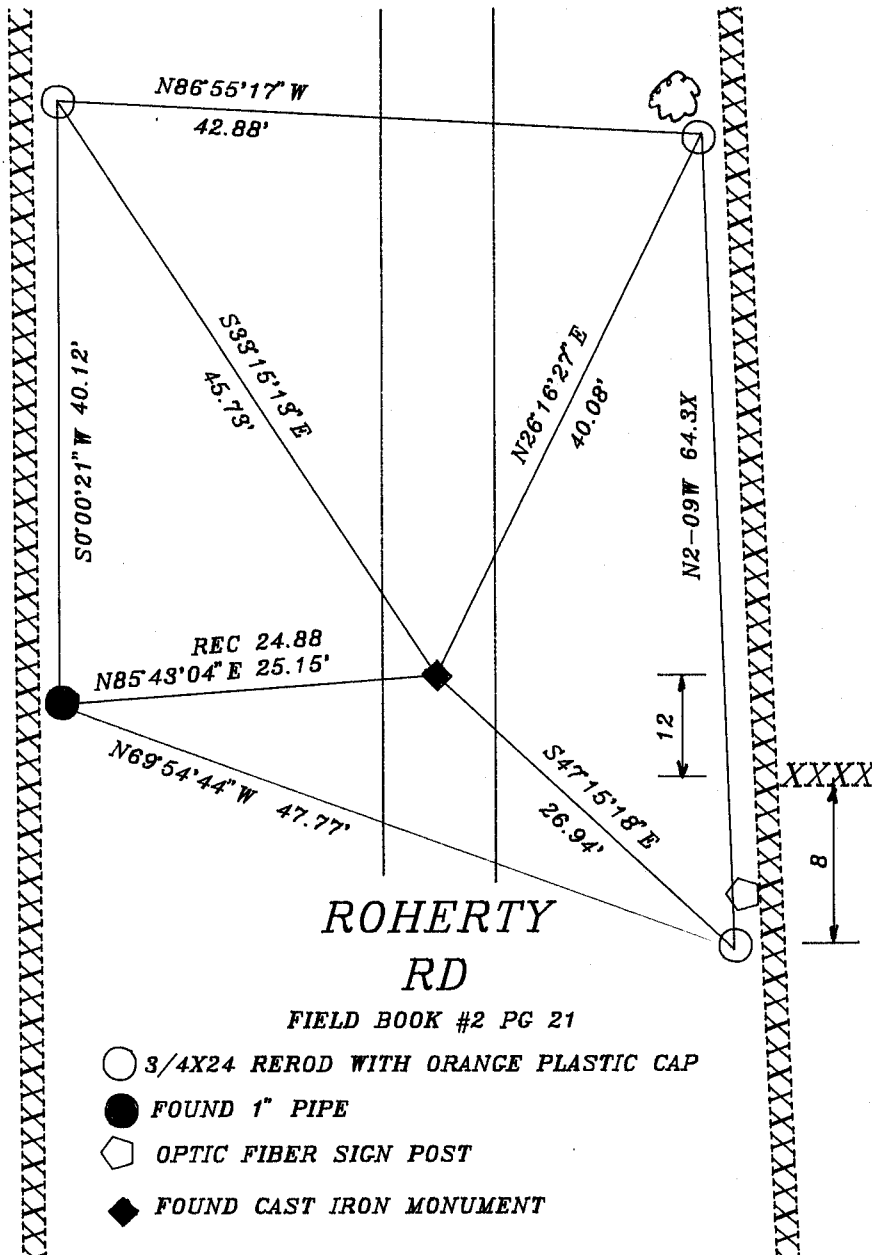 N86°55'17"W
42.88'
S33°15'13"E
45.73'
N26°16'27"E
40.08'
S0°00'21"W 40.12'
N2-09W 64.3X
REC 24.88
N85°43'04"E 25.15'
12
XXXX
N69°54'44"W 47.77'
S47°15'18"E
26.94'
8
ROHERTY
RD
FIELD BOOK #2 PG 21
3/4X24 REROD WITH ORANGE PLASTIC CAP
FOUND 1" PIPE
OPTIC FIBER SIGN POST
FOUND CAST IRON MONUMENT